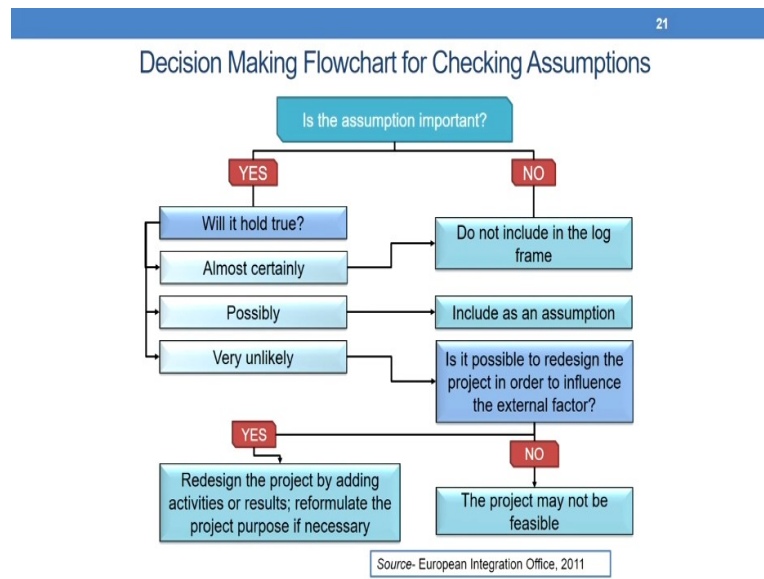 21
Decision Making Flowchart for Checking Assumptions
Is the assumption important?
YES
NO
Will it hold true?
Do not include in the log
frame
Almost certainly
Possibly
Include as an assumption
Very unlikely
Is it possible to redesign the
project in order to influence
the external factor?
YES
NO
Redesign the project by adding
activities or results; reformulate the
project purpose if necessary
The project may not be
feasible
Source- European Integration Office, 2011